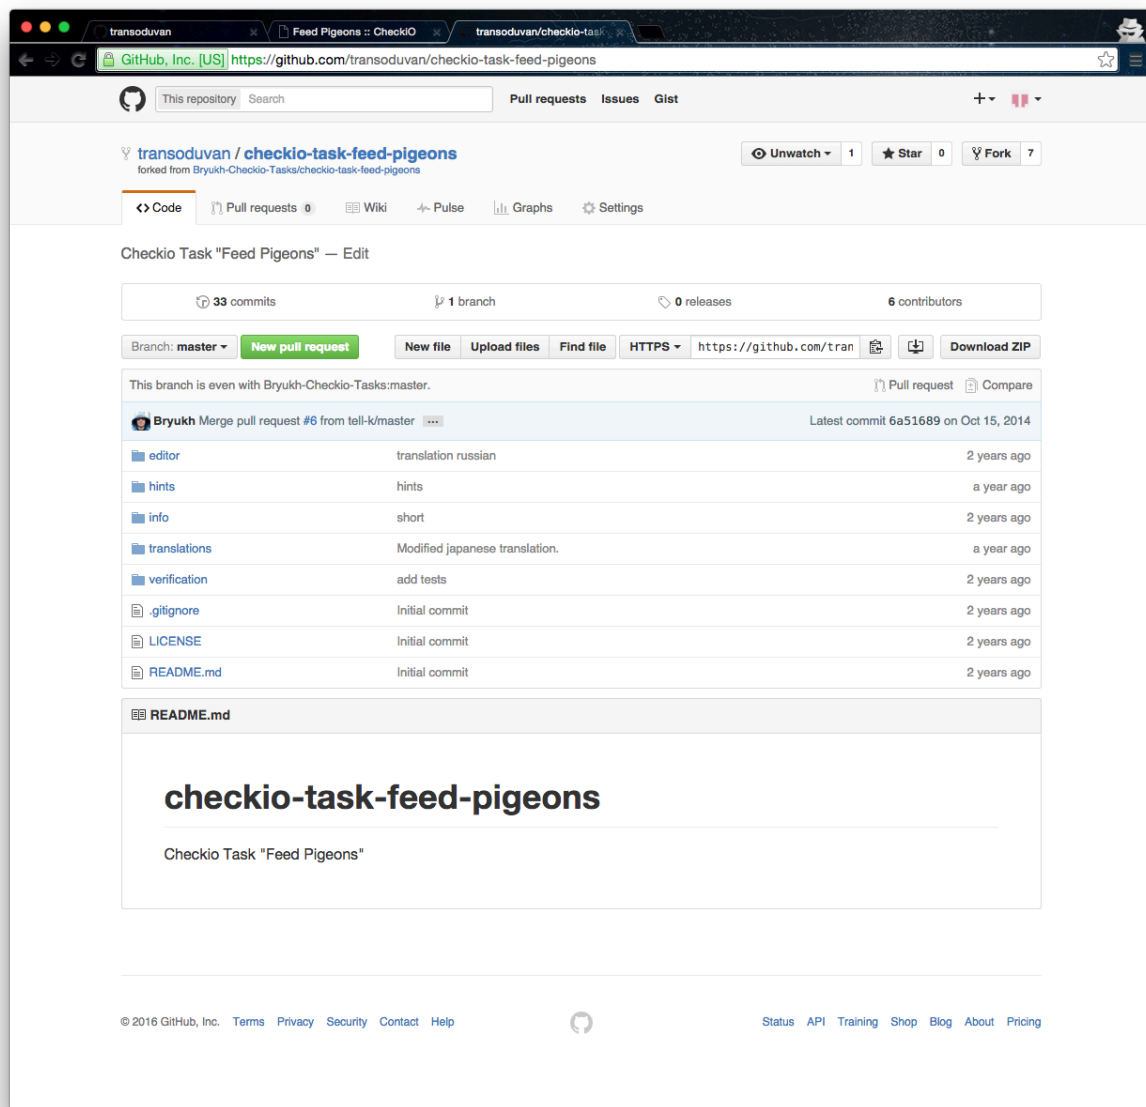 transoduvan
Feed Pigeons :: CheckiO
transoduvan/checkio-task
GitHub, Inc. [US] https://github.com/transoduvan/checkio-task-feed-pigeons
This repository Search Pull requests Issues Gist
transoduvan / checkio-task-feed-pigeons Unwatch 1 Star 0 Fork 7
forked from Bryukh-Checkio-Tasks/checkio-task-feed-pigeons
Code Pull requests 0 Wiki Pulse Graphs Settings
Checkio Task "Feed Pigeons" — Edit
33 commits 1 branch 0 releases 6 contributors
Branch: master New pull request New file Upload files Find file HTTPS https://github.com/tran Download ZIP
This branch is even with Bryukh-Checkio-Tasks:master. Pull request Compare
Bryukh Merge pull request #6 from tell-k/master ... Latest commit 6a51689 on Oct 15, 2014
editor translation russian 2 years ago
hints hints a year ago
info short 2 years ago
translations Modified japanese translation. a year ago
verification add tests 2 years ago
.gitignore Initial commit 2 years ago
LICENSE Initial commit 2 years ago
README.md Initial commit 2 years ago
README.md
checkio-task-feed-pigeons
Checkio Task "Feed Pigeons"
© 2016 GitHub, Inc. Terms Privacy Security Contact Help Status API Training Shop Blog About Pricing